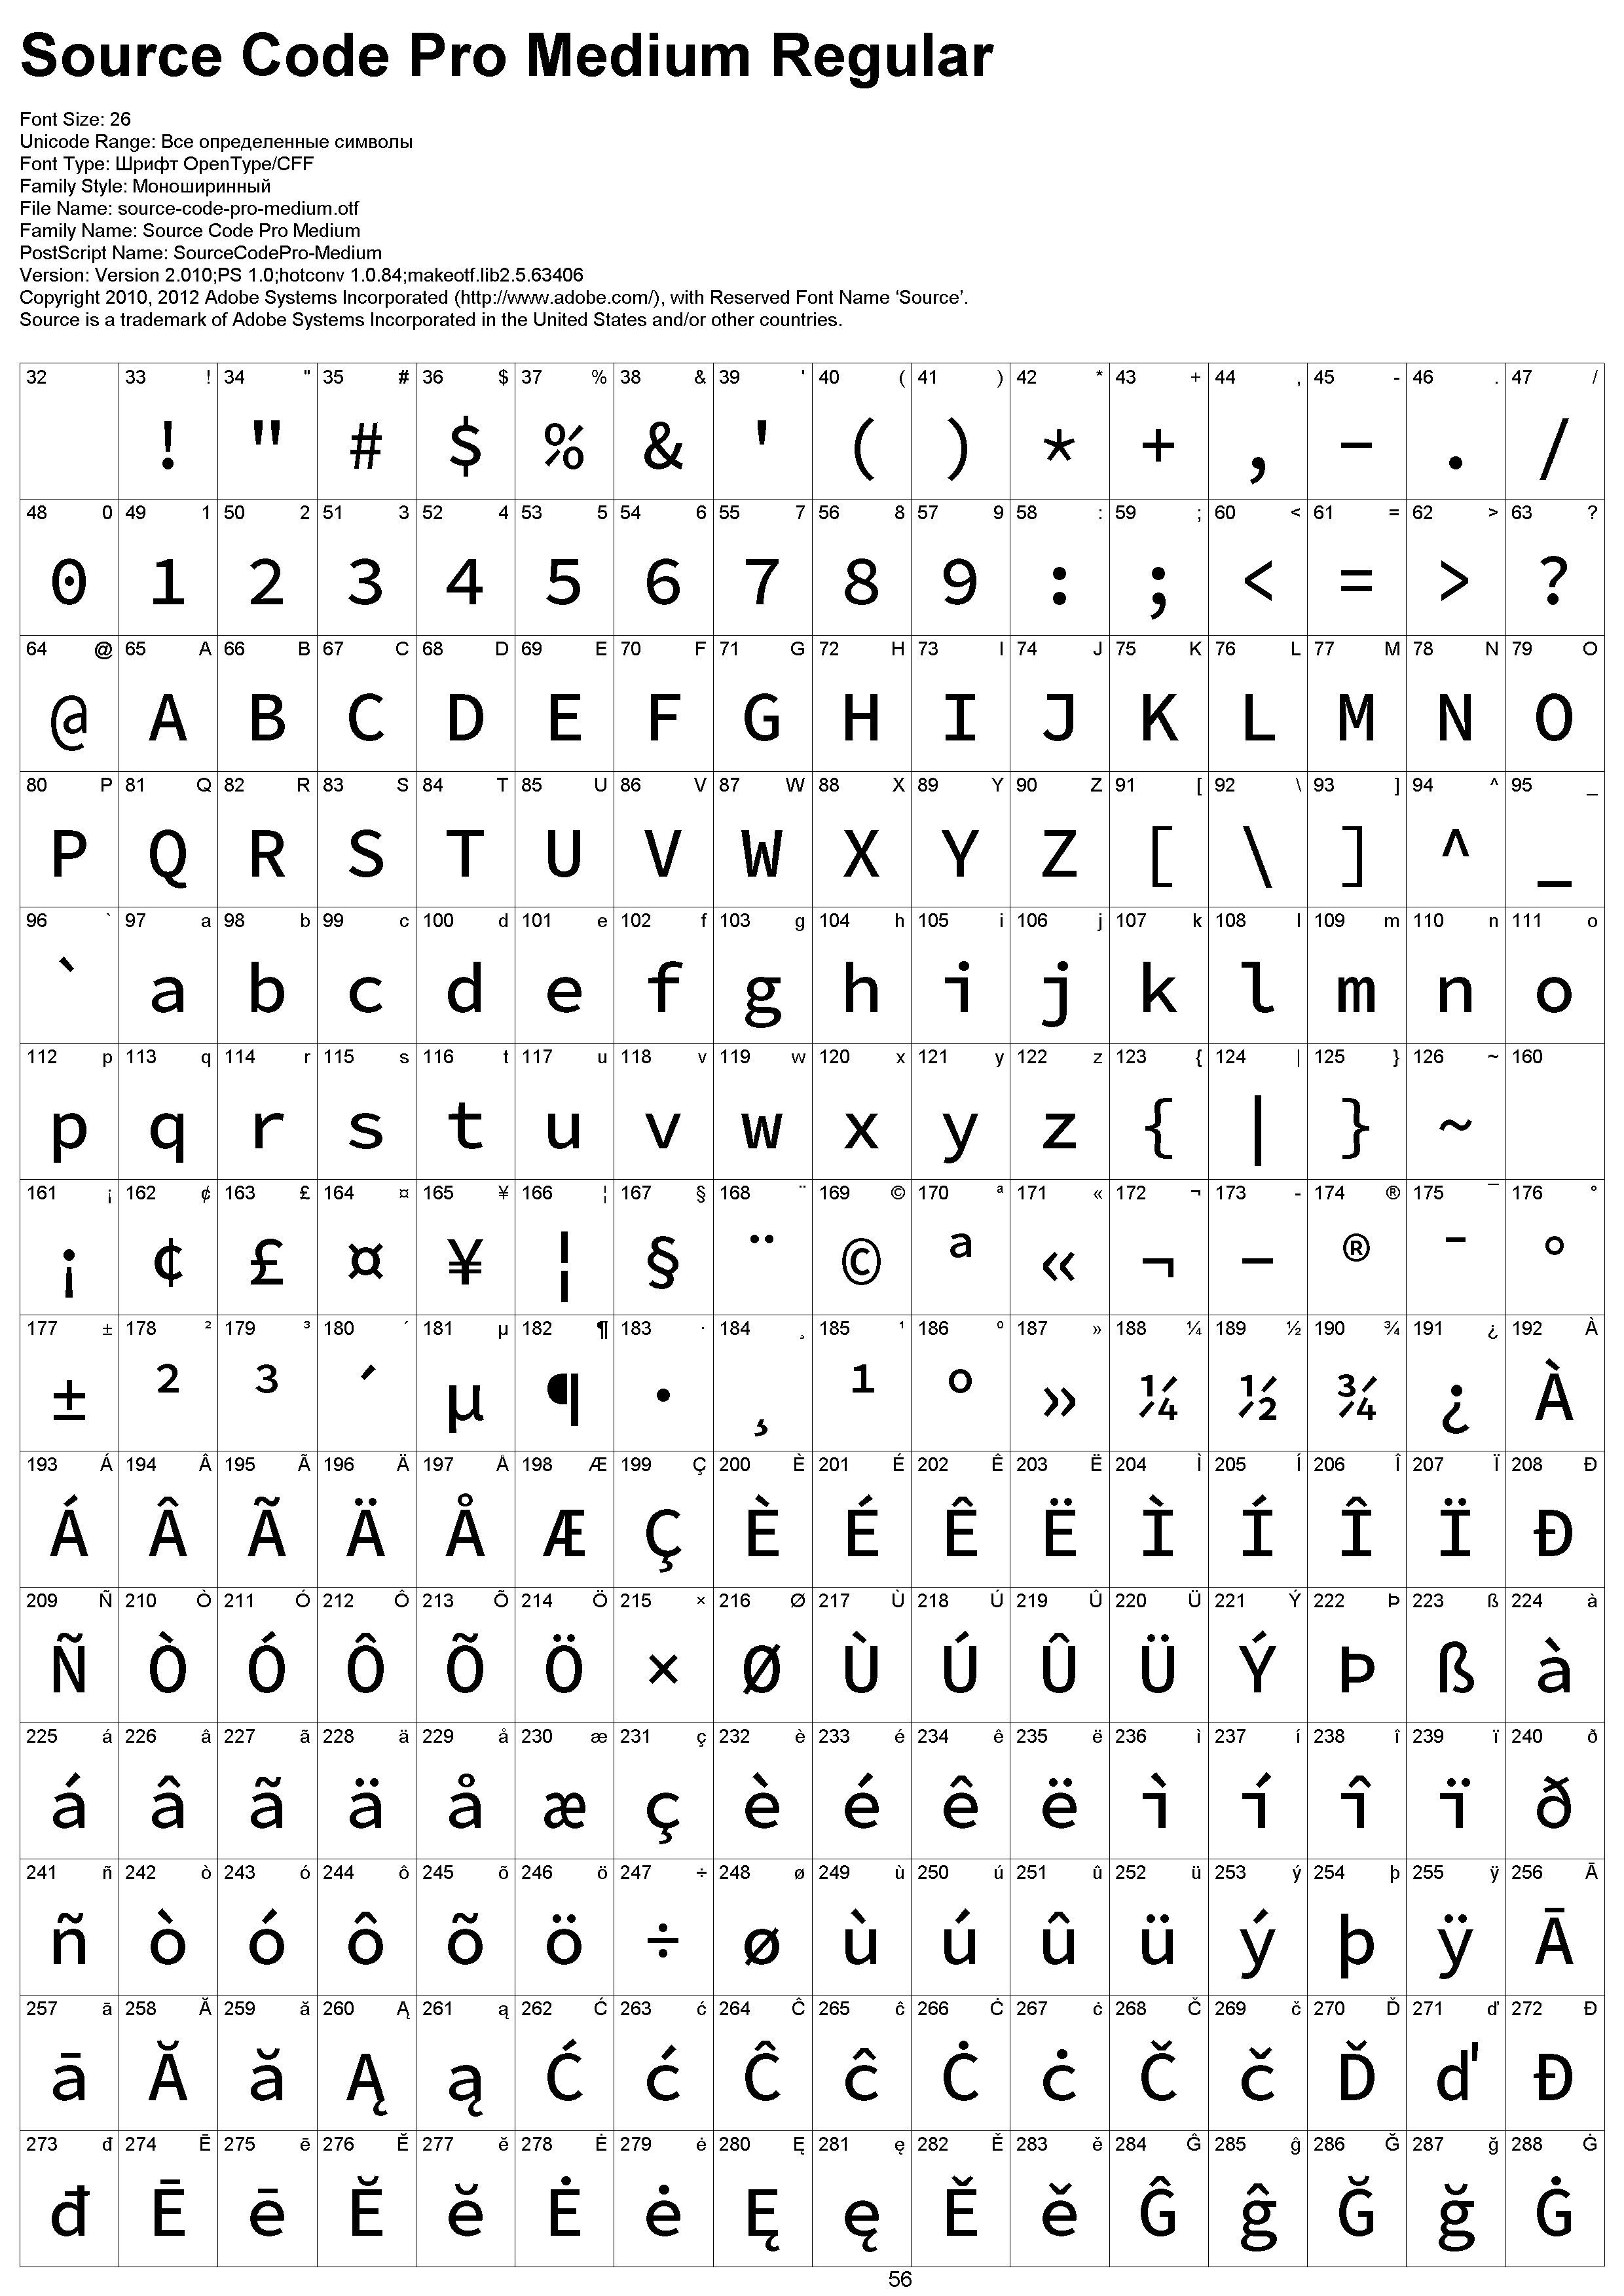 Source Code Pro Medium Regular
Font Size: 26
Unicode Range: Все определенные символы
Font Type: Шрифт OpenType/CFF
Family Style: Моноширинный
File Name: source-code-pro-medium.otf
Family Name: Source Code Pro Medium
PostScript Name: SourceCodePro-Medium
Version: Version 2.010;PS 1.0;hotconv 1.0.84;makeotf.lib2.5.63406
Copyright 2010, 2012 Adobe Systems Incorporated (http://www.adobe.com/), with Reserved Font Name ‘Source’.
Source is a trademark of Adobe Systems Incorporated in the United States and/or other countries.
32 33 ! 34 " 35 # 36 $ 37 % 38 & 39 ' 40 ( 41 ) 42 * 43 + 44 , 45 - 46 . 47 /
! " # $ % & ' ( ) * + , - . /
48 0 49 1 50 2 51 3 52 4 53 5 54 6 55 7 56 8 57 9 58 : 59 ; 60 < 61 = 62 > 63 ?
0 1 2 3 4 5 6 7 8 9 : ; < = > ?
64 @ 65 A 66 B 67 C 68 D 69 E 70 F 71 G 72 H 73 I 74 J 75 K 76 L 77 M 78 N 79 O
@ A B C D E F G H I J K L M N O
80 P 81 Q 82 R 83 S 84 T 85 U 86 V 87 W 88 X 89 Y 90 Z 91 [ 92 \ 93 ] 94 ^ 95 _
P Q R S T U V W X Y Z [ \ ] ^ _
96 ` 97 a 98 b 99 c 100 d 101 e 102 f 103 g 104 h 105 i 106 j 107 k 108 l 109 m 110 n 111 o
` a b c d e f g h i j k l m n o
112 p 113 q 114 r 115 s 116 t 117 u 118 v 119 w 120 x 121 y 122 z 123 { 124 | 125 } 126 ~ 160
p q r s t u v w x y z { | } ~
161 ¡ 162 ¢ 163 £ 164 ¤ 165 ¥ 166 ¦ 167 § 168 ¨ 169 © 170 ª 171 « 172 ¬ 173 - 174 ® 175 ¯ 176 °
¡ ¢ £ ¤ ¥ ¦ § ¨ © ª « ¬ - ® ¯ °
177 ± 178 ² 179 ³ 180 ´ 181 µ 182 ¶ 183 · 184 ¸ 185 ¹ 186 º 187 » 188 ¼ 189 ½ 190 ¾ 191 ¿ 192 À
± ² ³ ´ µ ¶ · ¸ ¹ º » ¼ ½ ¾ ¿ À
193 Á 194 Â 195 Ã 196 Ä 197 Å 198 Æ 199 Ç 200 È 201 É 202 Ê 203 Ë 204 Ì 205 Í 206 Î 207 Ï 208 Ð
Á Â Ã Ä Å Æ Ç È É Ê Ë Ì Í Î Ï Ð
209 Ñ 210 Ò 211 Ó 212 Ô 213 Õ 214 Ö 215 × 216 Ø 217 Ù 218 Ú 219 Û 220 Ü 221 Ý 222 Þ 223 ß 224 à
Ñ Ò Ó Ô Õ Ö × Ø Ù Ú Û Ü Ý Þ ß à
225 á 226 â 227 ã 228 ä 229 å 230 æ 231 ç 232 è 233 é 234 ê 235 ë 236 ì 237 í 238 î 239 ï 240 ð
á â ã ä å æ ç è é ê ë ì í î ï ð
241 ñ 242 ò 243 ó 244 ô 245 õ 246 ö 247 ÷ 248 ø 249 ù 250 ú 251 û 252 ü 253 ý 254 þ 255 ÿ 256 Ā
ñ ò ó ô õ ö ÷ ø ù ú û ü ý þ ÿ Ā
257 ā 258 Ă 259 ă 260 Ą 261 ą 262 Ć 263 ć 264 Ĉ 265 ĉ 266 Ċ 267 ċ 268 Č 269 č 270 Ď 271 ď 272 Đ
ā Ă ă Ą ą Ć ć Ĉ ĉ Ċ ċ Č č Ď ď Đ
273 đ 274 Ē 275 ē 276 Ĕ 277 ĕ 278 Ė 279 ė 280 Ę 281 ę 282 Ě 283 ě 284 Ĝ 285 ĝ 286 Ğ 287 ğ 288 Ġ
đ Ē ē Ĕ ĕ Ė ė Ę ę Ě ě Ĝ ĝ Ğ ğ Ġ
56